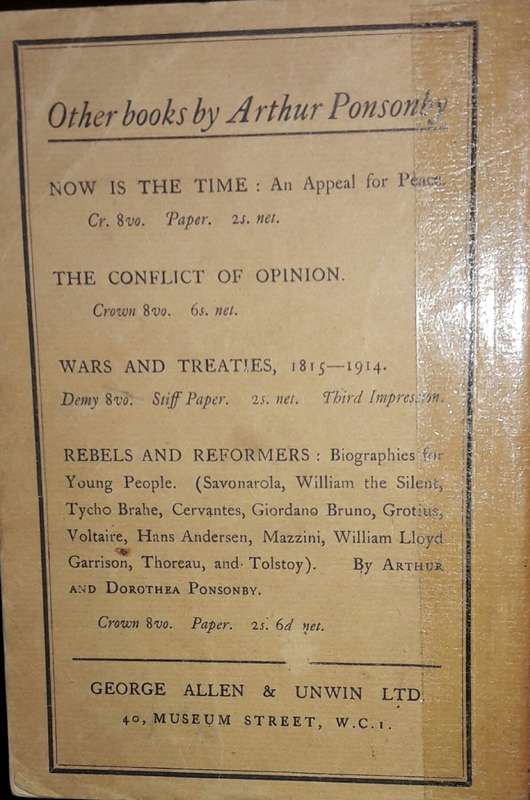 Other books by Arthur Ponsonby
NOW IS THE TIME : An Appeal for Peace.
Cr. 8vo. Paper. 2s. net.
THE CONFLICT OF OPINION.
Crown 8vo. 6s. net.
WARS AND TREATIES, 1815—1914.
Demy 8vo. Stiff Paper. 2s. net. Third Impression.
REBELS AND REFORMERS : Biographies for
Young People. (Savonarola, William the Silent,
Tycho Brahe, Cervantes, Giordano Bruno, Grotius,
Voltaire, Hans Andersen, Mazzini, William Lloyd
Garrison, Thoreau, and Tolstoy). By ARTHUR
AND DOROTHEA PONSONBY.
Crown 8vo. Paper. 2s. 6d net.
GEORGE ALLEN & UNWIN LTD
40, MUSEUM STREET, W.C.1.